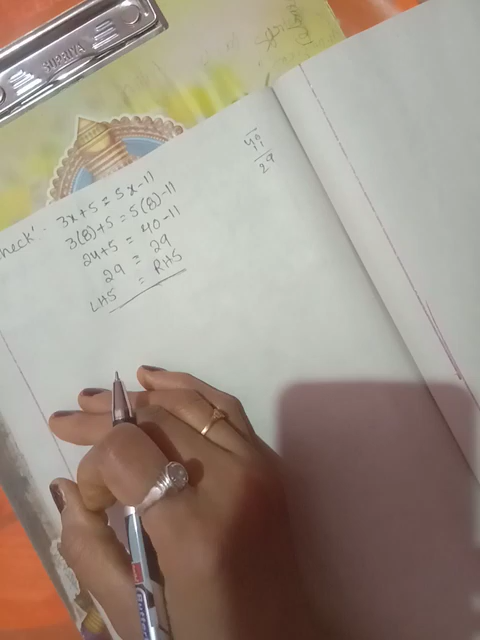 SUPRIYA
Check:- 3x+5 = 5x-11
3(8)+5 = 5(8)-11
24+5 = 40-11
29 = 29
LHS = RHS
40
11
29